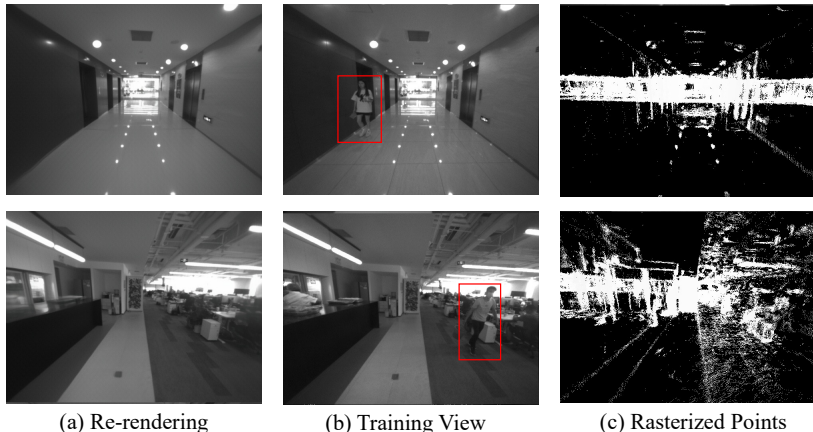 (a) Re-rendering
(b) Training View
(c) Rasterized Points